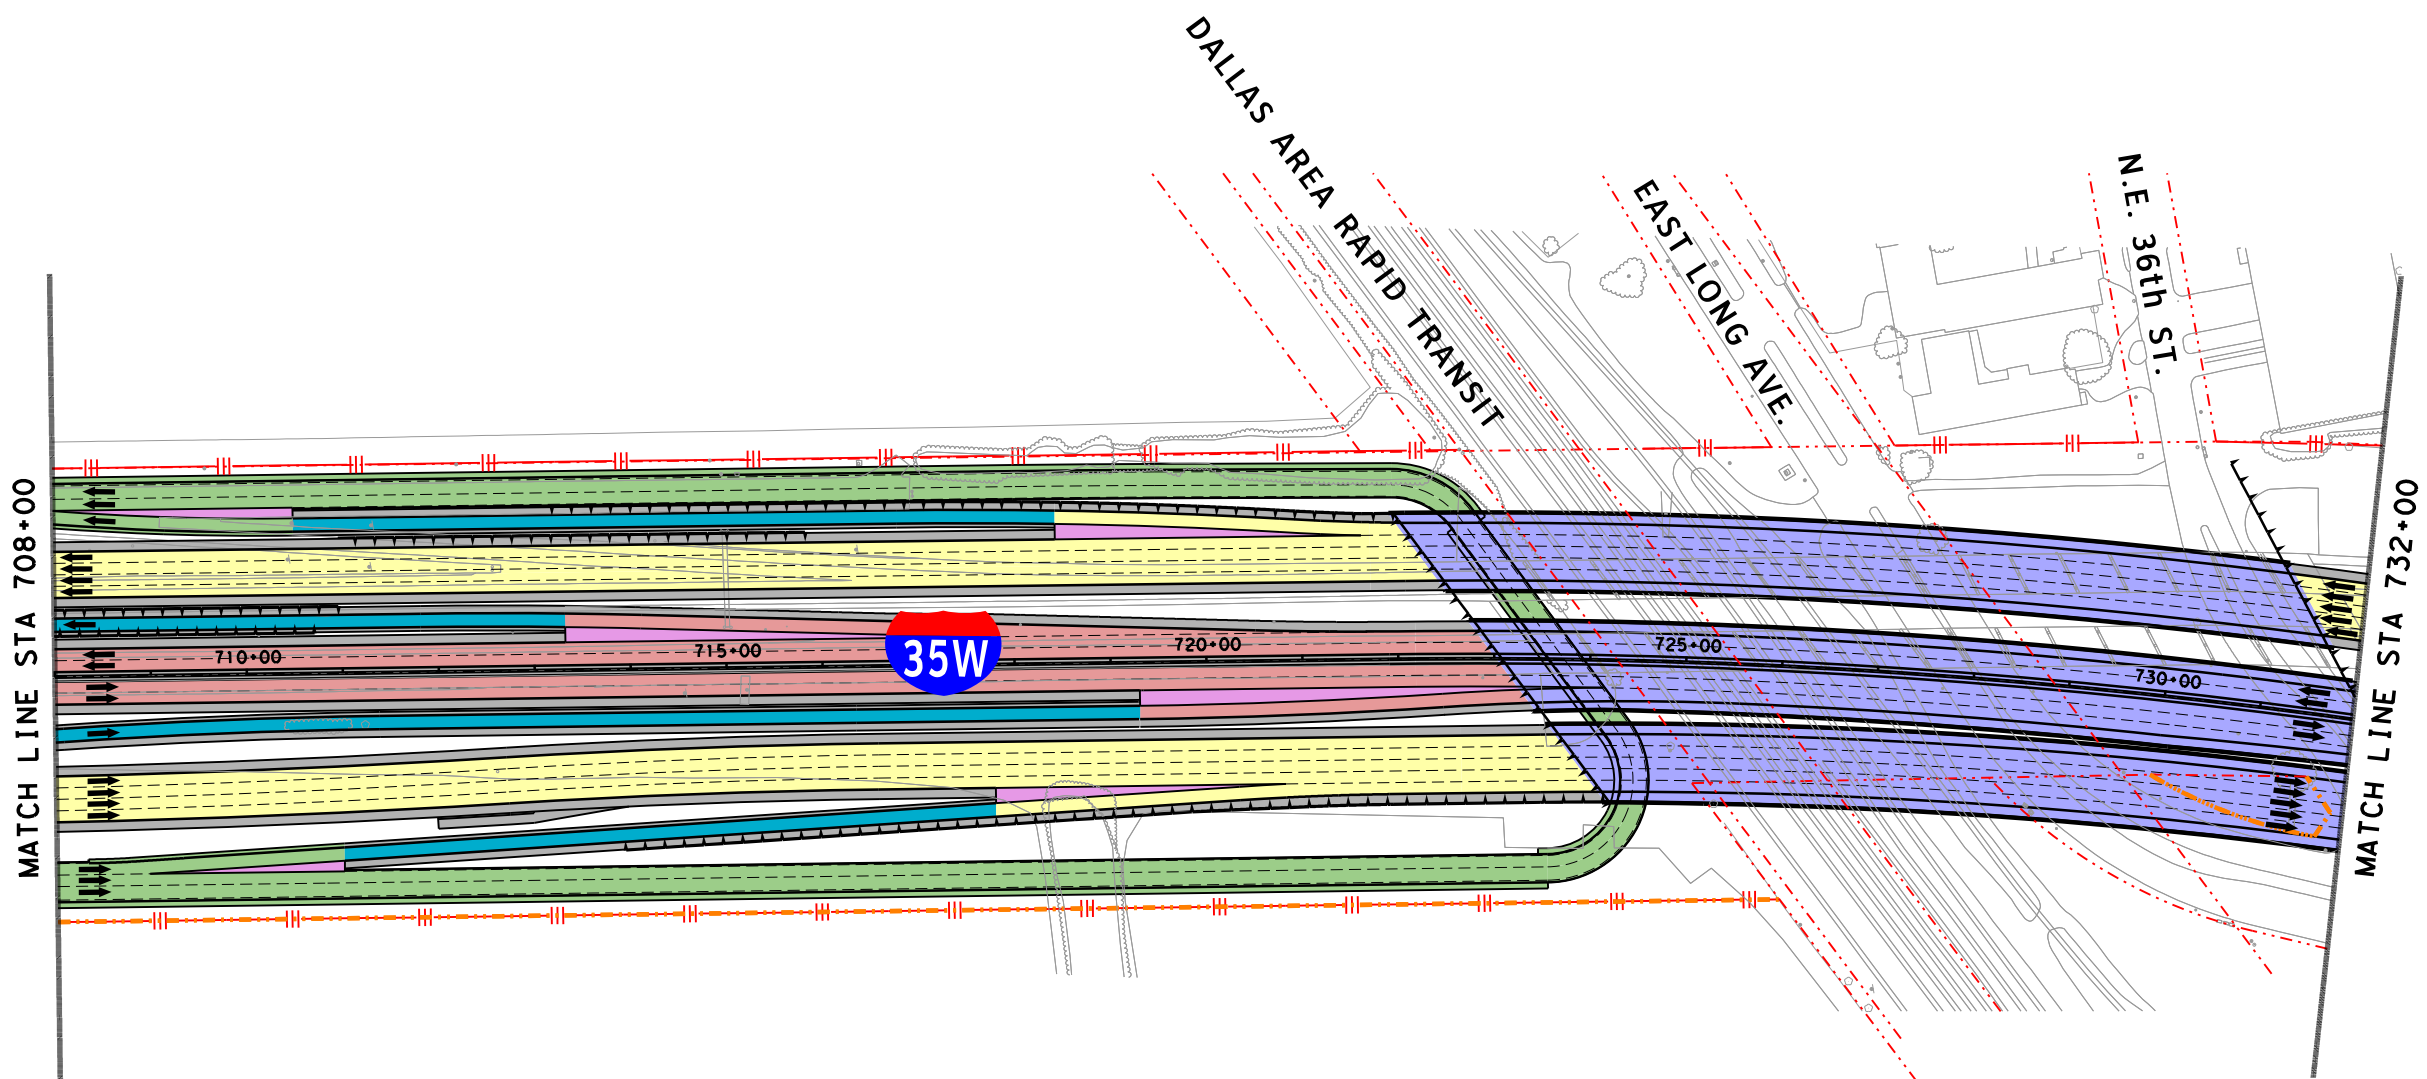 DALLAS AREA RAPID TRANSIT
EAST LONG AVE.
N.E. 36th ST.
MATCH LINE STA 708+00
710+00
715+00
35W
720+00
725+00
730+00
MATCH LINE STA 732+00